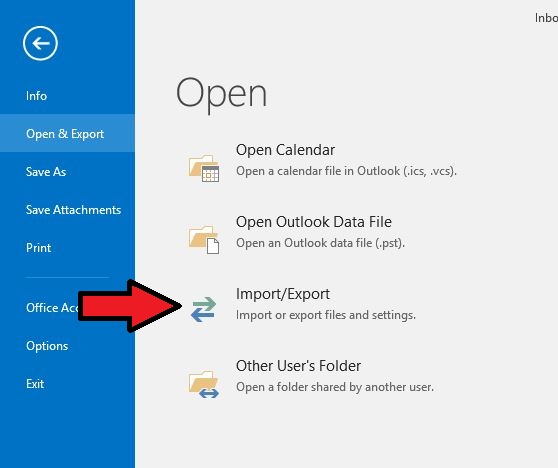 Inbo
Info
Open & Export
Save As
Save Attachments
Print
Office Acc
Options
Exit
Open
Open Calendar
Open a calendar file in Outlook (.ics, .vcs).
Open Outlook Data File
Open an Outlook data file (.pst).
Import/Export
Import or export files and settings.
Other User's Folder
Open a folder shared by another user.